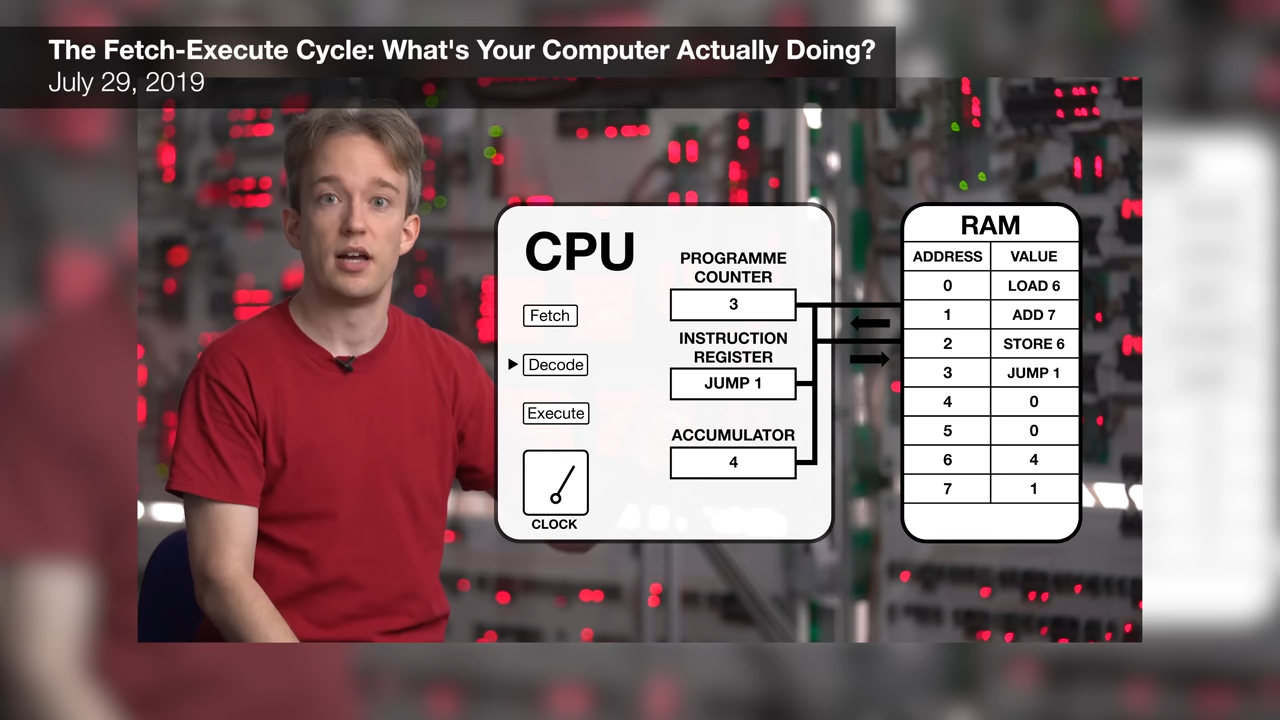 The Fetch-Execute Cycle: What's Your Computer Actually Doing?
July 29, 2019
CPU
Fetch
Decode
Execute
CLOCK
PROGRAMME
COUNTER
3
INSTRUCTION
REGISTER
JUMP 1
ACCUMULATOR
4
RAM
ADDRESS VALUE
0 LOAD 6
1 ADD 7
2 STORE 6
3 JUMP 1
4 0
5 0
6 4
7 1